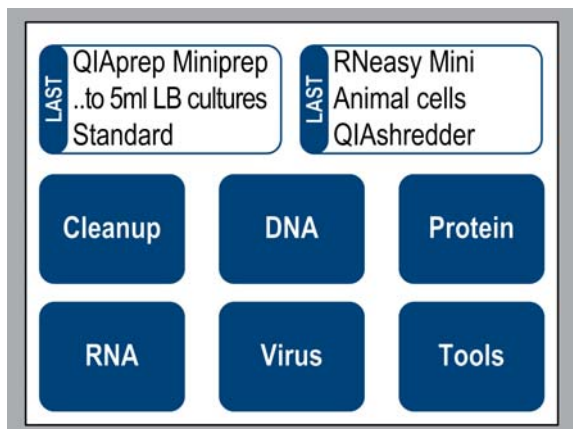 LAST
QIAprep Miniprep
..to 5ml LB cultures
Standard
LAST
RNeasy Mini
Animal cells
QIAshredder
Cleanup
DNA
Protein
RNA
Virus
Tools